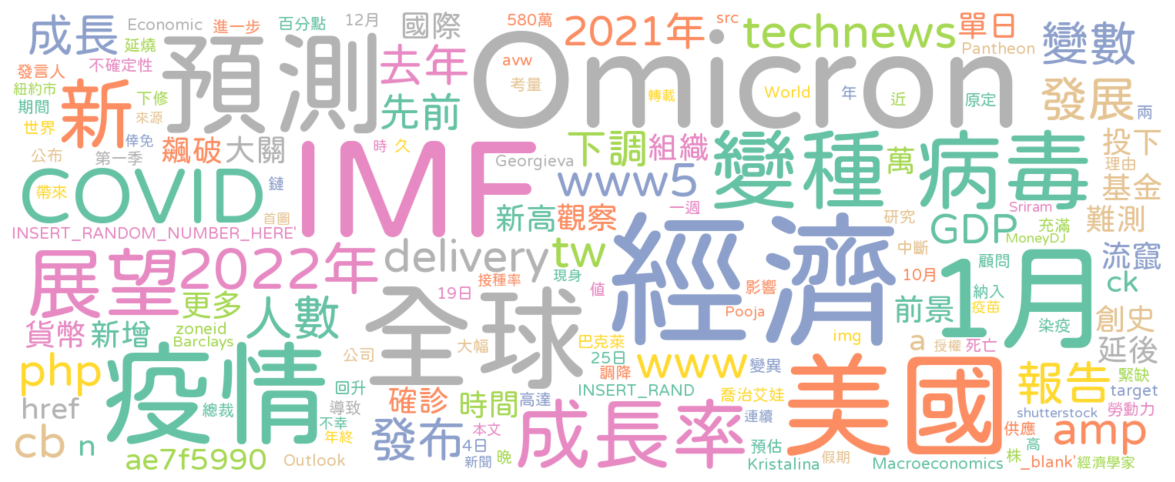 成長 Economic 進一步 百分點 12月 國際 580萬 2021年 src technews 單日 變數
延燒 發言人 不確定性 預測 去年 avw Omicron Pantheon
紐約市 期間 下修 新 先前 考量 轉載 World 年 近 原定 發展 兩
世界 來源 倖免 飆破 大關 時 久 下調 組織 變種 萬 病毒 投下
公布 第一季 Georgieva 理由
帶來 COVID 鏈 IMF www5 一週 基金
首圖 新高 觀察 研究 GDP Sriram 充滿 難測
INSERT_RANDOM_NUMBER_HERE' MoneyDJ
展望 2022年 delivery tw 經濟 中斷 1月 顧問 流竄
接種率 現身 10月
更多 人數 19日 全球 值 影響 前景 納入 疫苗 ck
貨幣 新增 zoneid Pooja 染疫 創史
Barclays 公司 大幅 巴克萊 img a 授權 死亡 延後
php 疫情 25日 調降 www 變異 美國
回升 INSERT_RAND 報告 緊缺
href 總裁 導致 確診 時間 高達 成長率 喬治艾娃 target
不幸 連續 shutterstock 勞動力
cb n 年終 發布 本文 4日 預估 假期 供應 高 amp
ae7f5990 Outlook 新聞 晚 Kristalina Macroeconomics 株 _blank' 經濟學家